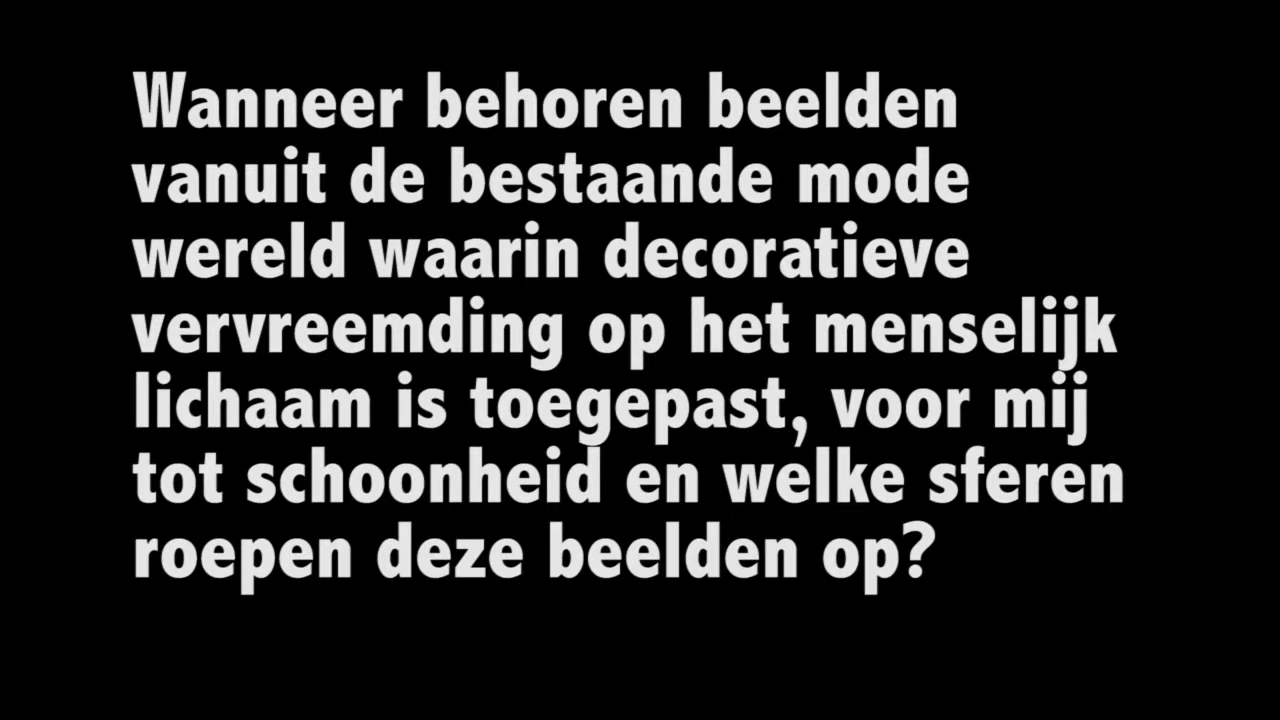 Wanneer behoren beelden
vanuit de bestaande mode
wereld waarin decoratieve
vervreemding op het menselijk
lichaam is toegepast, voor mij
tot schoonheid en welke sferen
roepen deze beelden op?